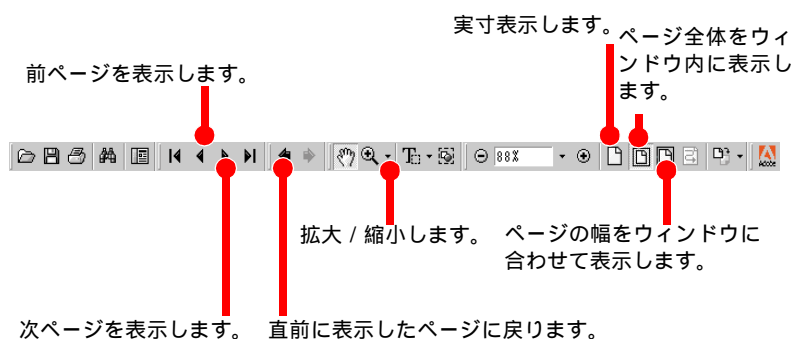 実寸表示します。
ページ全体をウィ
ンドウ内に表示し
ます。
前ページを表示します。
88%
Adobe
拡大 / 縮小します。
ページの幅をウィンドウに
合わせて表示します。
次ページを表示します。
直前に表示したページに戻ります。